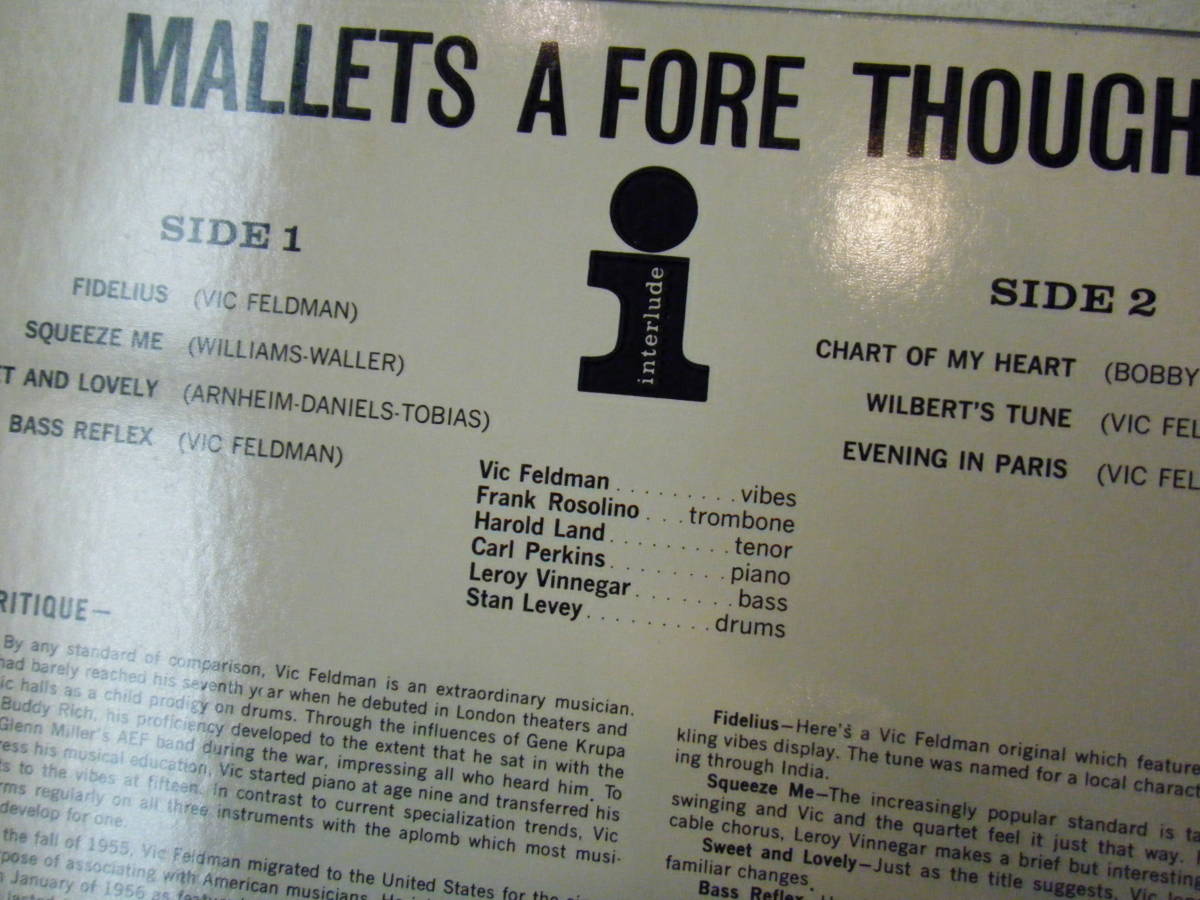 MALLETS A FORE THOUGH
SIDE 1
FIDELIUS (VIC FELDMAN)
SQUEEZE ME (WILLIAMS-WALLER)
ET AND LOVELY (ARNHEIM-DANIELS-TOBIAS)
BASS REFLEX (VIC FELDMAN)
interlude
SIDE 2
CHART OF MY HEART (BOBBY
WILBERT'S TUNE (VIC FEL
EVENING IN PARIS (VIC FEL
Vic Feldman . . . . . . . . . vibes
Frank Rosolino . . . trombone
Harold Land . . . . . . . . . tenor
Carl Perkins . . . . . . . . piano
Leroy Vinnegar . . . . . . . bass
Stan Levey . . . . . . . . . . drums
RITIQUE—
By any standard of comparison, Vic Feldman is an extraordinary musician.
had barely reached his seventh year when he debuted in London theaters and
ic halls as a child prodigy on drums. Through the influences of Gene Krupa
Buddy Rich, his proficiency developed to the extent that he sat in with the
Glenn Miller's AEF band during the war, impressing all who heard him. To
ress his musical education, Vic started piano at age nine and transferred his
ts to the vibes at fifteen. In contrast to current specialization trends, Vic
rms regularly on all three instruments with the aplomb which most musi-
develop for one.
the fall of 1955, Vic Feldman migrated to the United States for the
pose of associating with American musicians.
January of 1956 as
Fidelius—Here's a Vic Feldman original which feature
kling vibes display. The tune was named for a local charact
ing through India.
Squeeze Me—The increasingly popular standard is ta
swinging and Vic and the quartet feel it just that way.
cable chorus, Leroy Vinnegar makes a brief but interesting
Sweet and Lovely—Just as the title suggests, Vic
familiar changes.
Bass Reflex